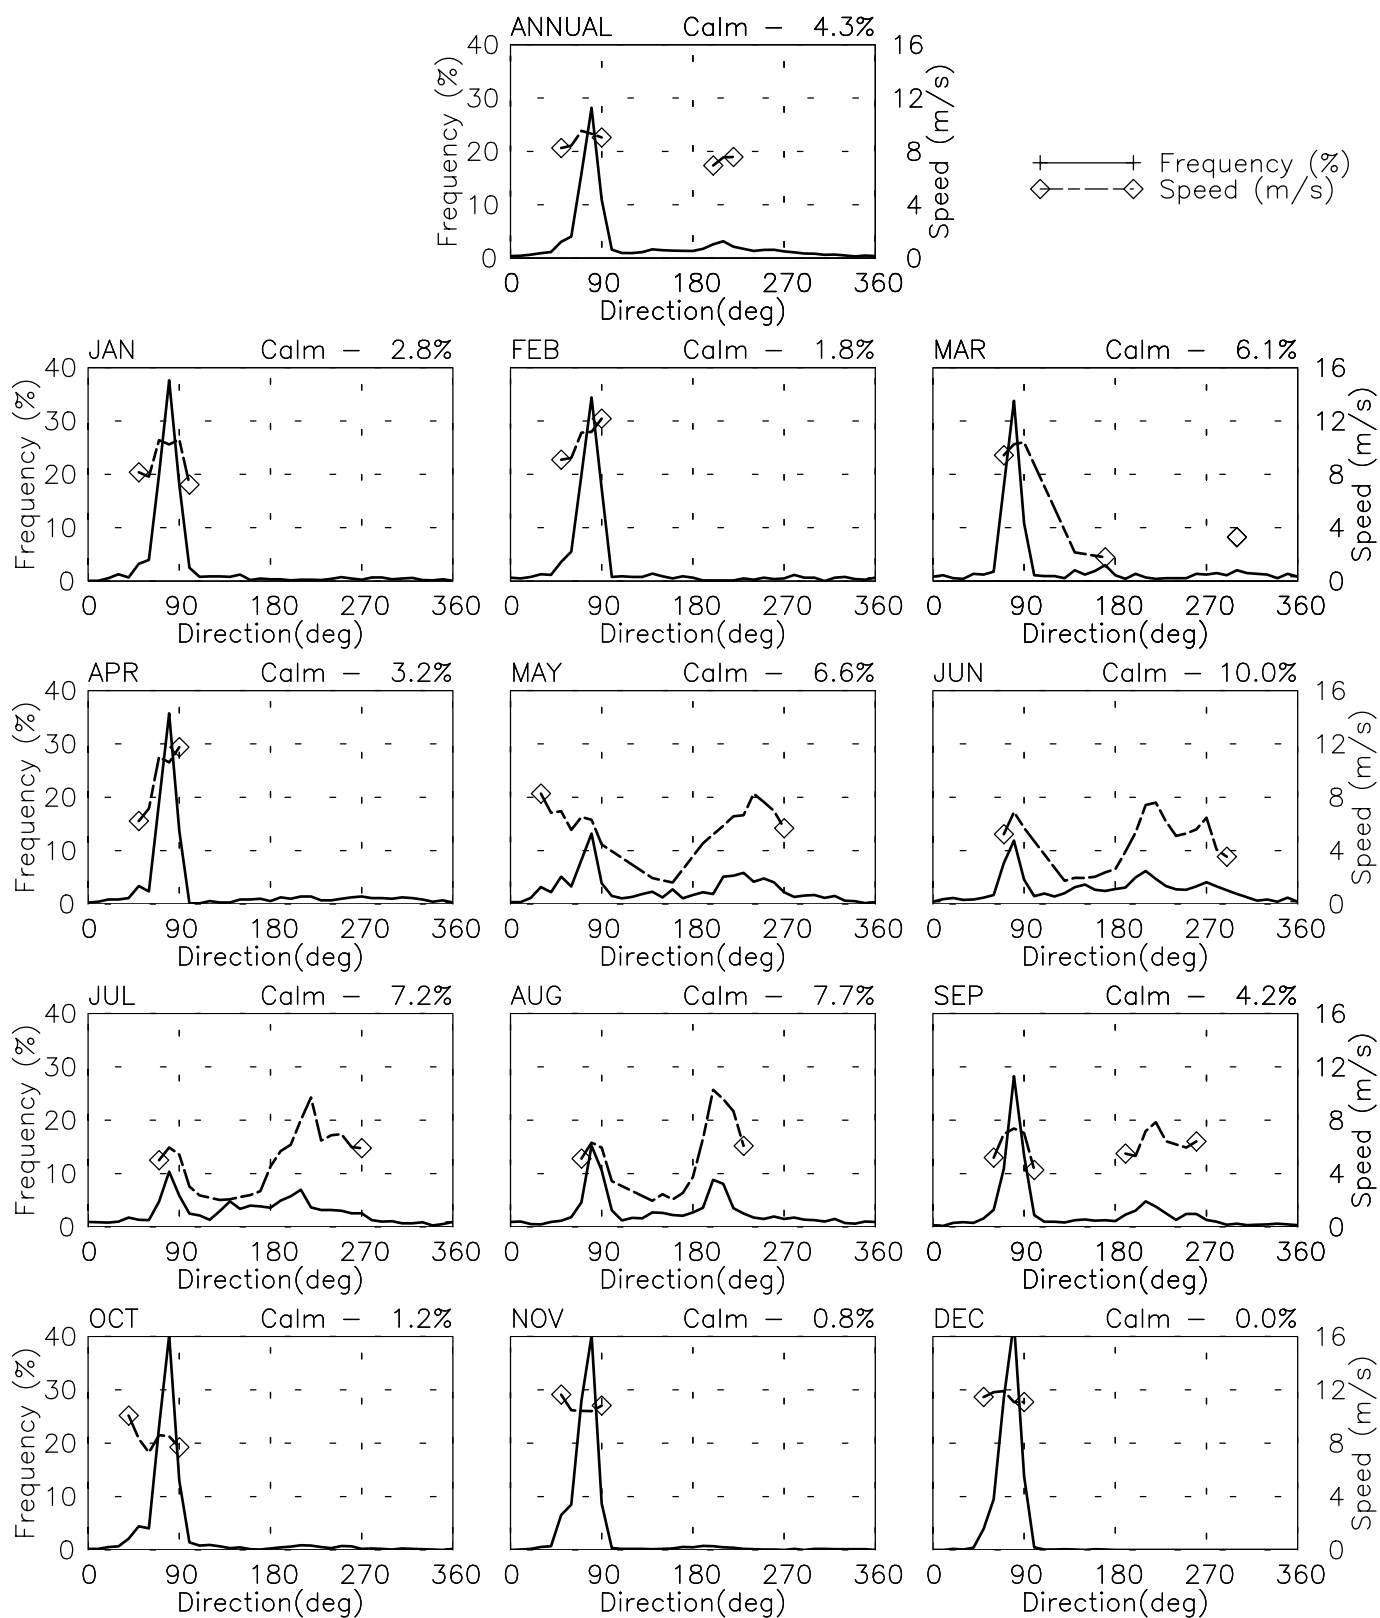 ANNUAL Calm – 4.3%
40 16
30 12
20 8
10 4
0 0
Frequency (%)
Speed (m/s)
0 90 180 270 360
Direction(deg)
Frequency (%)
Speed (m/s)
JAN Calm – 2.8% FEB Calm – 1.8% MAR Calm – 6.1%
40 16
30 12
20 8
10 4
0 0
Frequency (%)
Speed (m/s)
0 90 180 270 360 0 90 180 270 360 0 90 180 270 360
Direction(deg) Direction(deg) Direction(deg)
APR Calm – 3.2% MAY Calm – 6.6% JUN Calm – 10.0%
40 16
30 12
20 8
10 4
0 0
Frequency (%)
Speed (m/s)
0 90 180 270 360 0 90 180 270 360 0 90 180 270 360
Direction(deg) Direction(deg) Direction(deg)
JUL Calm – 7.2% AUG Calm – 7.7% SEP Calm – 4.2%
40 16
30 12
20 8
10 4
0 0
Frequency (%)
Speed (m/s)
0 90 180 270 360 0 90 180 270 360 0 90 180 270 360
Direction(deg) Direction(deg) Direction(deg)
OCT Calm – 1.2% NOV Calm – 0.8% DEC Calm – 0.0%
40 16
30 12
20 8
10 4
0 0
Frequency (%)
Speed (m/s)
0 90 180 270 360 0 90 180 270 360 0 90 180 270 360
Direction(deg) Direction(deg) Direction(deg)